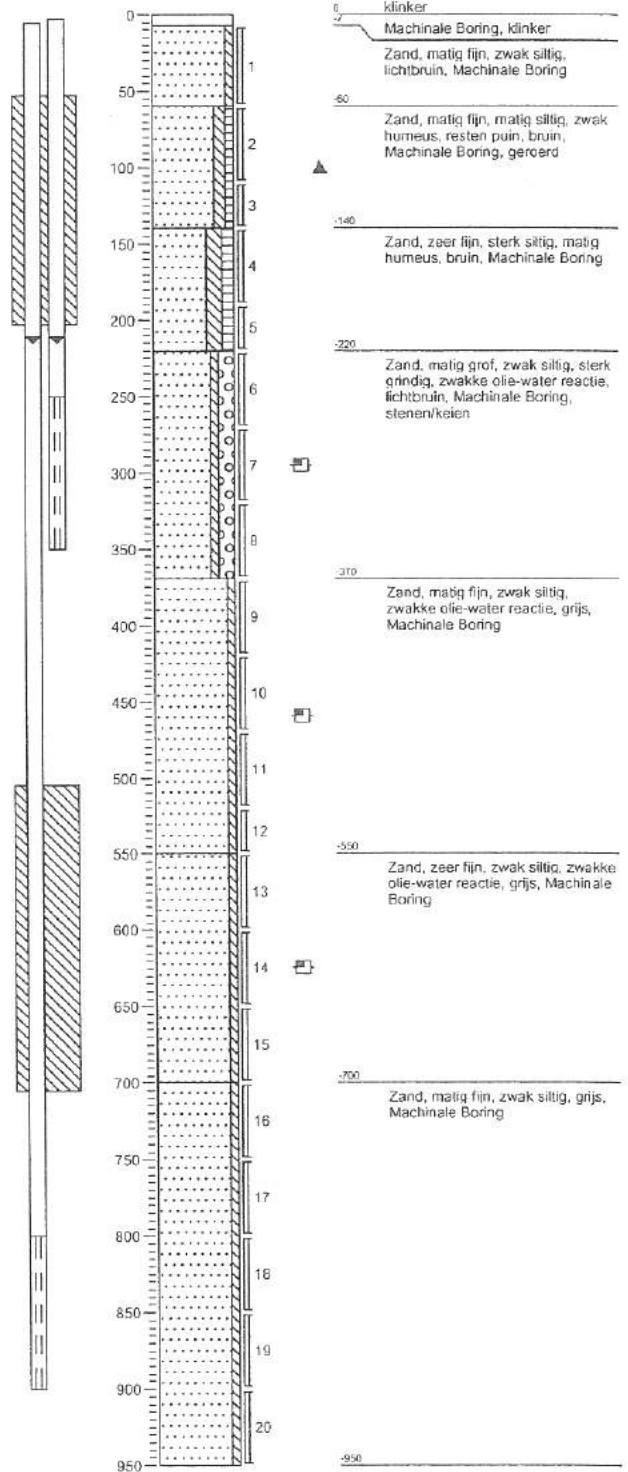 0
50
100
150
200
250
300
350
400
450
500
550
600
650
700
750
800
850
900
950
1
2
3
4
5
6
7
8
9
10
11
12
13
14
15
16
17
18
19
20
klinker
-7
Machinale Boring, klinker
Zand, matig fijn, zwak siltig,
lichtbruin, Machinale Boring
-60
Zand, matig fijn, matig siltig, zwak
humeus, resten puin, bruin,
Machinale Boring, geroerd
-140
Zand, zeer fijn, sterk siltig, matig
humeus, bruin, Machinale Boring
-220
Zand, matig grof, zwak siltig, sterk
grindig, zwakke olie-water reactie,
lichtbruin, Machinale Boring,
stenen/keien
-370
Zand, matig fijn, zwak siltig,
zwakke olie-water reactie, grijs,
Machinale Boring
-550
Zand, zeer fijn, zwak siltig, zwakke
olie-water reactie, grijs, Machinale
Boring
-700
Zand, matig fijn, zwak siltig, grijs,
Machinale Boring
-950